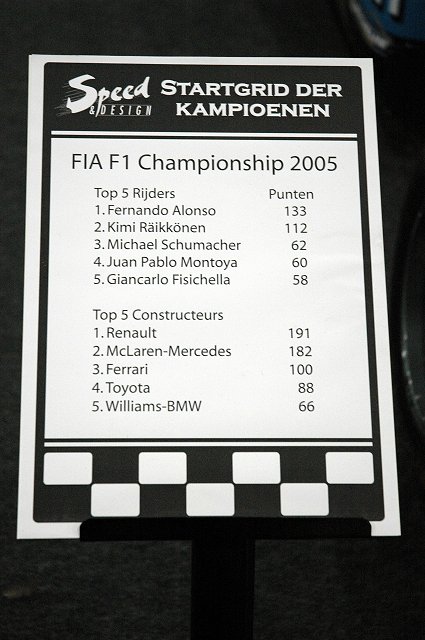 Speed & DESIGN
STARTGRID DER
KAMPIOENEN
FIA F1 Championship 2005
Top 5 Rijders Punten
1. Fernando Alonso 133
2. Kimi Räikkönen 112
3. Michael Schumacher 62
4. Juan Pablo Montoya 60
5. Giancarlo Fisichella 58
Top 5 Constructeurs
1. Renault 191
2. McLaren-Mercedes 182
3. Ferrari 100
4. Toyota 88
5. Williams-BMW 66